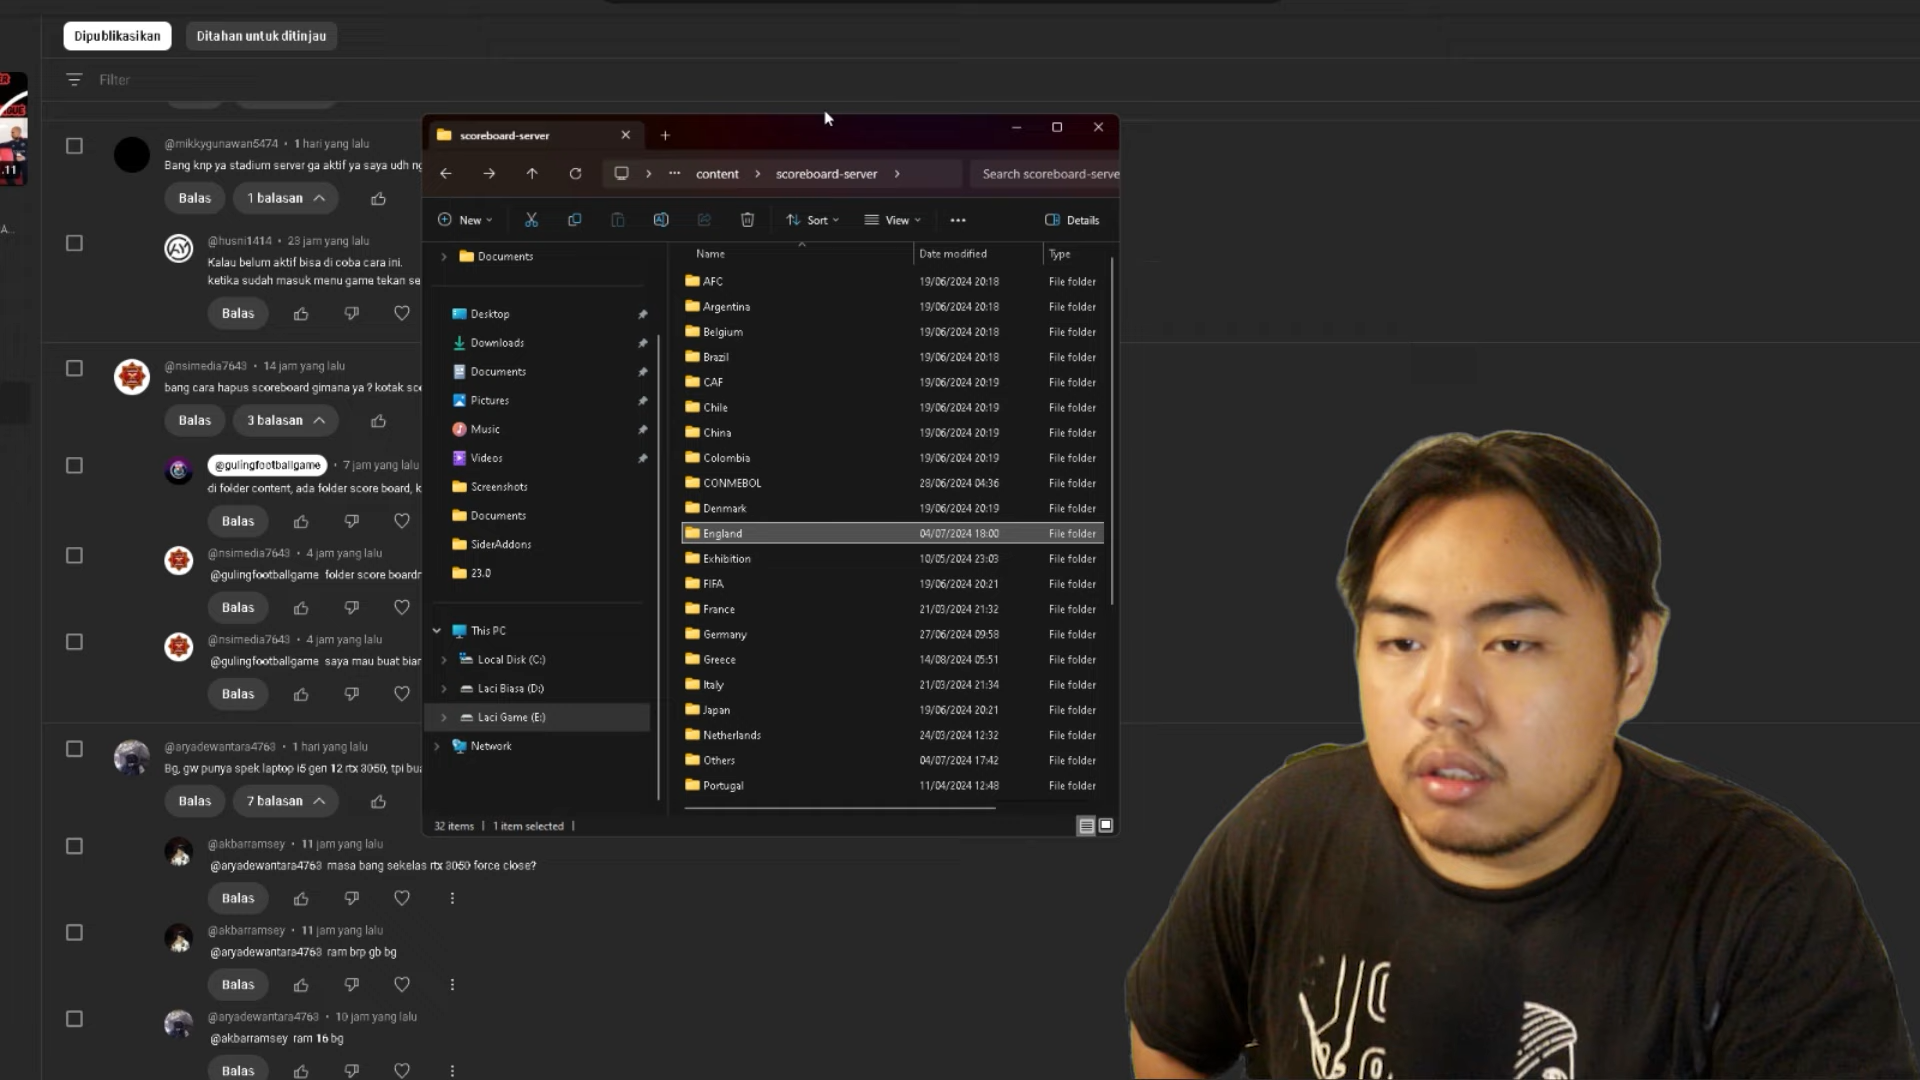 Dipublikasikan
Ditahan untuk ditinjau
Filter
.11
A...
@mikkygunawan5474 • 1 hari yang lalu
Bang knp ya stadium server ga aktif ya saya udh
Balas
1 balasan
@husni1414 • 23 jam yang lalu
Kalau belum aktif bisa di coba cara ini.
ketika sudah masuk menu game tekan
Balas
@nsimedia7643 • 14 jam yang lalu
bang cara hapus scoreboard gimana ya ? kotak
Balas
3 balasan
@gulingfootballgame • 7 jam yang lalu
di folder content, ada folder score board,
Balas
@nsimedia7643 • 4 jam yang lalu
@gulingfootballgame folder score
Balas
@nsimedia7643 • 4 jam yang lalu
@gulingfootballgame saya mau buat
Balas
@aryadewantara4763 • 1 hari yang lalu
Bg, gw punya spek laptop i5 gen 12 rtx 3050, tpi
Balas
7 balasan
@akbarramsey • 11 jam yang lalu
@aryadewantara4763 masa bang sekelas rtx 3050 force close?
Balas
@akbarramsey • 11 jam yang lalu
@aryadewantara4763 ram brp gb bg
Balas
@aryadewantara4763 • 10 jam yang lalu
@akbarramsey ram 16 bg
Balas
scoreboard-server
content
scoreboard-server
Search scoreboard-serve
New
Sort
View
Details
Documents
Desktop
Downloads
Documents
Pictures
Music
Videos
Screenshots
Documents
SiderAddons
23.0
This PC
Local Disk (C:)
Laci Biasa (D:)
Laci Game (E:)
Network
Name Date modified Type
AFC 19/06/2024 20:18 File folder
Argentina 19/06/2024 20:18 File folder
Belgium 19/06/2024 20:18 File folder
Brazil 19/06/2024 20:18 File folder
CAF 19/06/2024 20:19 File folder
Chile 19/06/2024 20:19 File folder
China 19/06/2024 20:19 File folder
Colombia 19/06/2024 20:19 File folder
CONMEBOL 28/06/2024 04:36 File folder
Denmark 19/06/2024 20:19 File folder
England 04/07/2024 18:00 File folder
Exhibition 10/05/2024 23:03 File folder
FIFA 19/06/2024 20:21 File folder
France 21/03/2024 21:32 File folder
Germany 27/06/2024 09:58 File folder
Greece 14/08/2024 05:51 File folder
Italy 21/03/2024 21:34 File folder
Japan 19/06/2024 20:21 File folder
Netherlands 24/03/2024 12:32 File folder
Others 04/07/2024 17:42 File folder
Portugal 11/04/2024 12:48 File folder
32 items | 1 item selected |